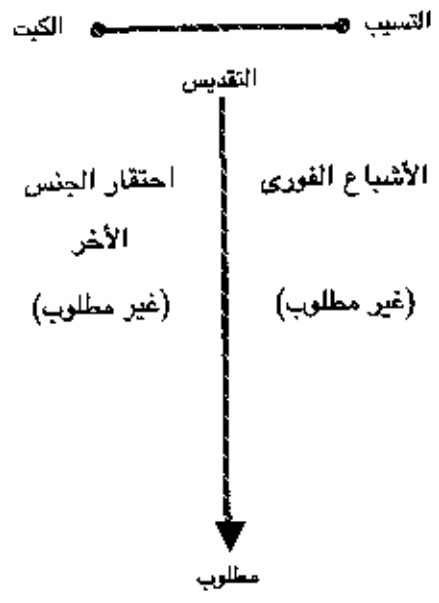 التسيب
الكبت
التقديس
الأشباع الفورى
(غير مطلوب)
احتقار الجنس
الأخر
(غير مطلوب)
مطلوب